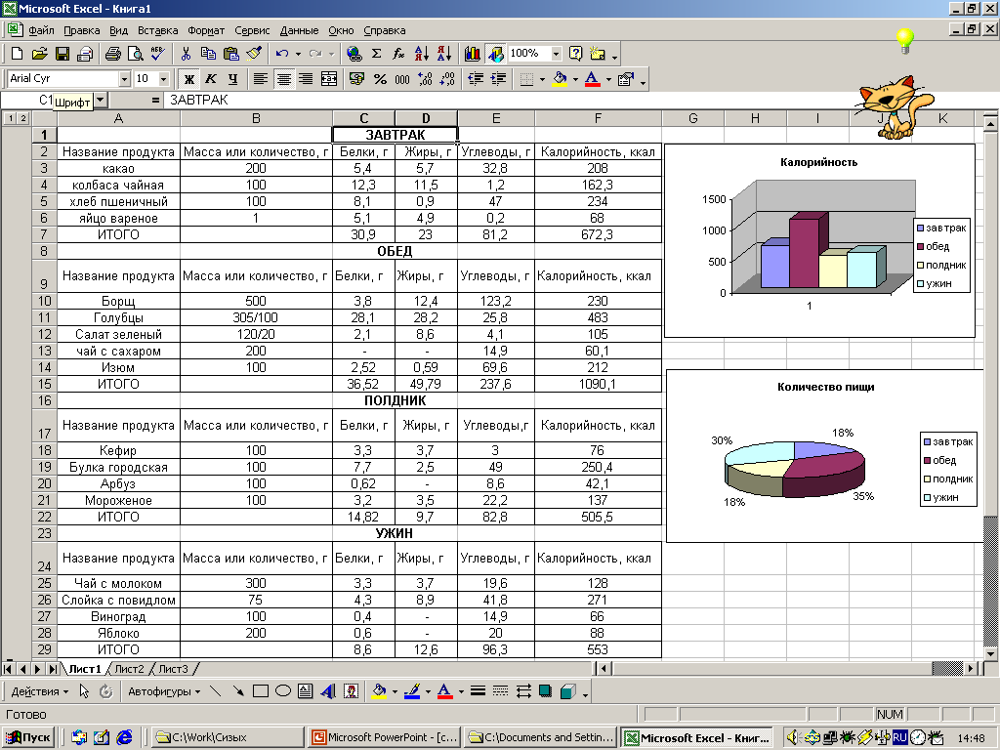 Microsoft Excel - Книга1
Файл Правка Вид Вставка Формат Сервис Данные Окно Справка
100%
Arial Cyr 10 Ж К Ч % 000
C1 Шрифт = ЗАВТРАК
1 2 A B C D E F G H I J K
1 ЗАВТРАК
2 Название продукта Масса или количество, г Белки, г Жиры, г Углеводы, г Калорийность, ккал
3 какао 200 5,4 5,7 32,8 208
4 колбаса чайная 100 12,3 11,5 1,2 162,3
5 хлеб пшеничный 100 8,1 0,9 47 234
6 яйцо вареное 1 5,1 4,9 0,2 68
7 ИТОГО 30,9 23 81,2 672,3
8 ОБЕД
9 Название продукта Масса или количество, г Белки, г Жиры, г Углеводы, г Калорийность, ккал
10 Борщ 500 3,8 12,4 123,2 230
11 Голубцы 305/100 28,1 28,2 25,8 483
12 Салат зеленый 120/20 2,1 8,6 4,1 105
13 чай с сахаром 200 - - 14,9 60,1
14 Изюм 100 2,52 0,59 69,6 212
15 ИТОГО 36,52 49,79 237,6 1090,1
16 ПОЛДНИК
17 Название продукта Масса или количество, г Белки, г Жиры, г Углеводы,г Калорийность, ккал
18 Кефир 100 3,3 3,7 3 76
19 Булка городская 100 7,7 2,5 49 250,4
20 Арбуз 100 0,62 - 8,6 42,1
21 Мороженое 100 3,2 3,5 22,2 137
22 ИТОГО 14,82 9,7 82,8 505,5
23 УЖИН
24 Название продукта Масса или количество, г Белки, г Жиры, г Углеводы, г Калорийность, ккал
25 Чай с молоком 300 3,3 3,7 19,6 128
26 Слойка с повидлом 75 4,3 8,9 41,8 271
27 Виноград 100 0,4 - 14,9 66
28 Яблоко 200 0,6 - 20 88
29 ИТОГО 8,6 12,6 96,3 553
Калорийность
1500
1000
500
0
1
завтрак
обед
полдник
ужин
Количество пищи
30%
18%
18%
35%
завтрак
обед
полдник
ужин
Лист1 Лист2 Лист3
Действия Автофигуры
Готово NUM
Пуск C:\Work\Сизых Microsoft PowerPoint - [c... C:\Documents and Settin... Microsoft Excel - Книг... RU 14:48